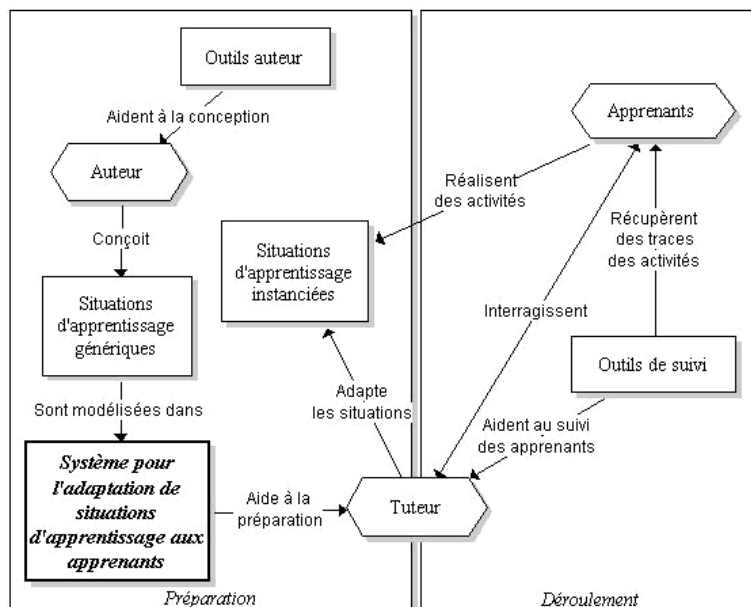 Outils auteur
Aident à la conception
Auteur
Conçoit
Situations
d'apprentissage
génériques
Sont modélisées dans
Système pour
l'adaptation de
situations
d'apprentissage aux
apprenants
Aide à la
préparation
Situations
d'apprentissage
instanciées
Adapte
les situations
Tuteur
Préparation
Apprenants
Réalisent
des activités
Récupèrent
des traces
des activités
Interragissent
Outils de suivi
Aident au suivi
des apprenants
Déroulement